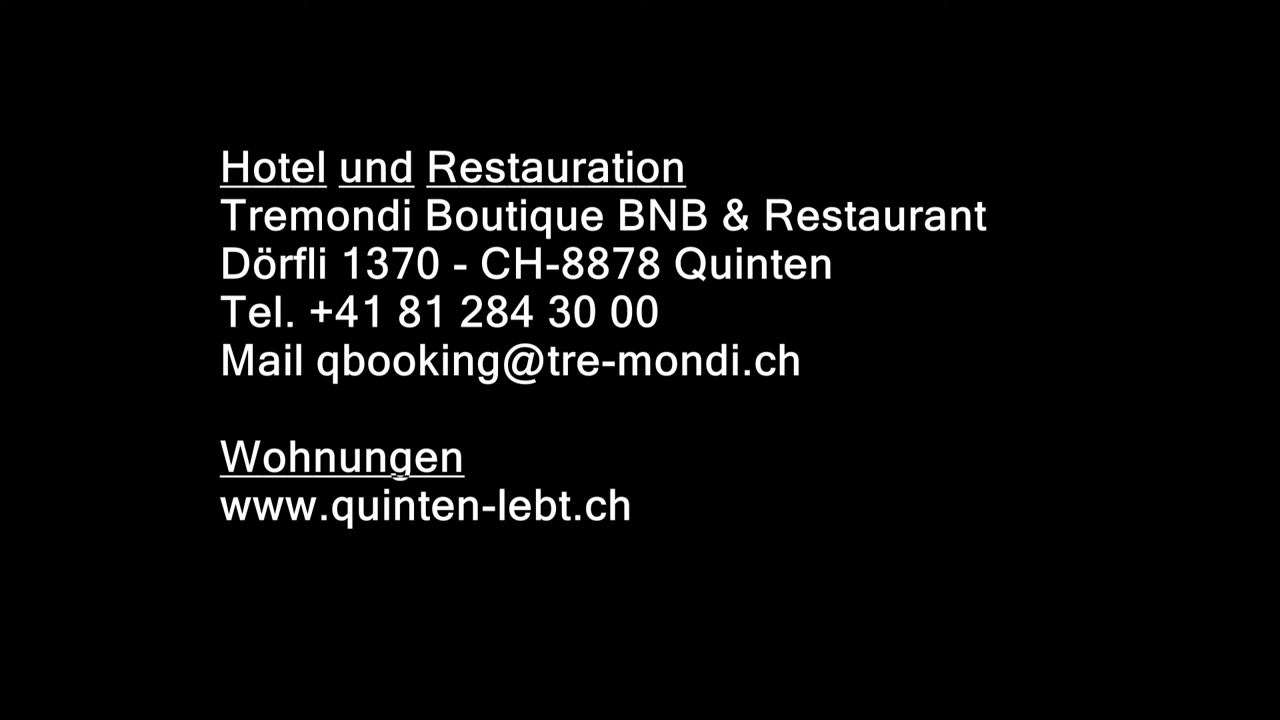 Hotel und Restauration
Tremondi Boutique BNB & Restaurant
Dörfli 1370 - CH-8878 Quinten
Tel. +41 81 284 30 00
Mail qbooking@tre-mondi.ch
Wohnungen
www.quinten-lebt.ch